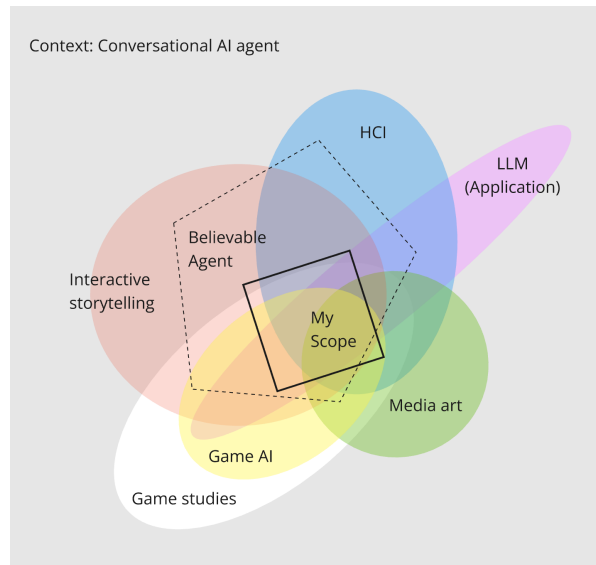 Context: Conversational AI agent
HCI
LLM
(Application)
Believable
Agent
Interactive
storytelling
My
Scope
Media art
Game AI
Game studies